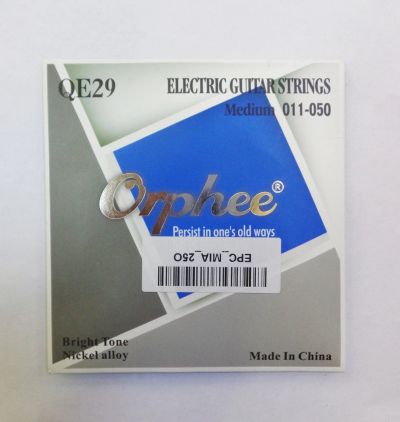 QE29
ELECTRIC GUITAR STRINGS
Medium 011-050
Orphee®
Persist in one's old ways
EPC_MIA_25O
Bright Tone
Nickel alloy
Made In China